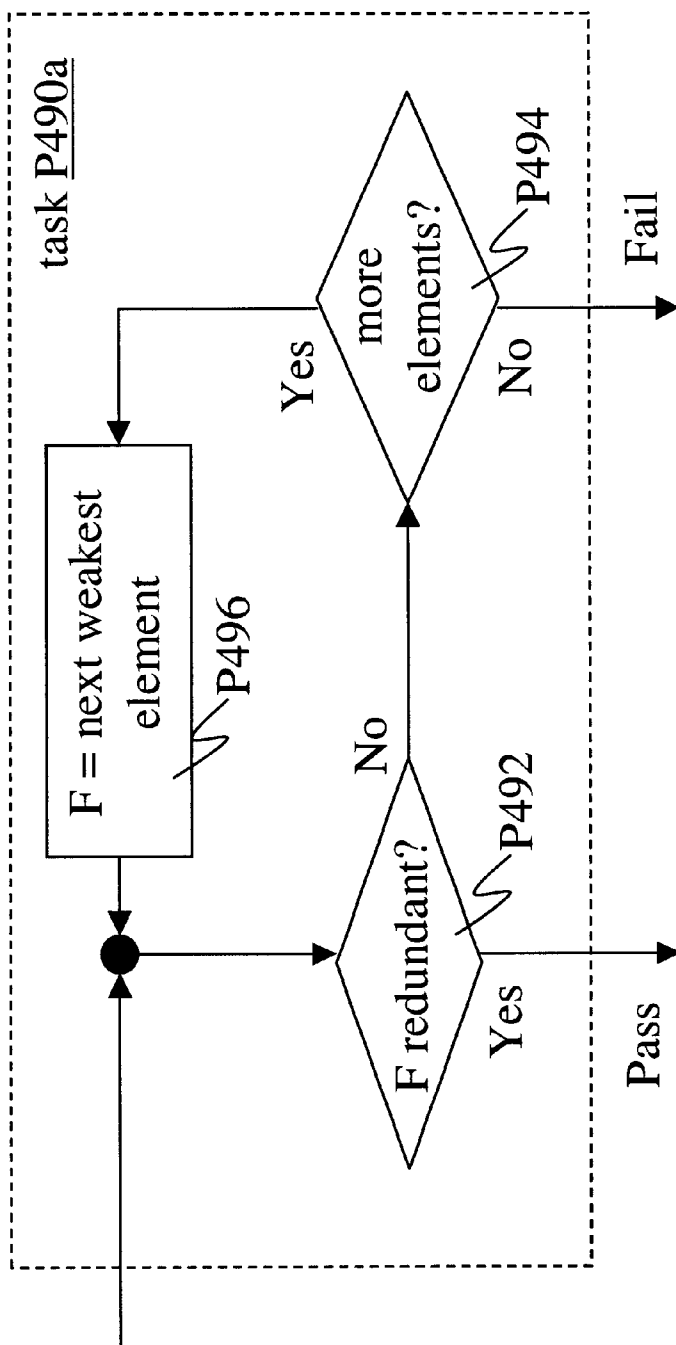 task P490a
F = next weakest
element
P496
Yes
more
elements?
P494
No
No
F redundant?
P492
Yes
Pass
Fail